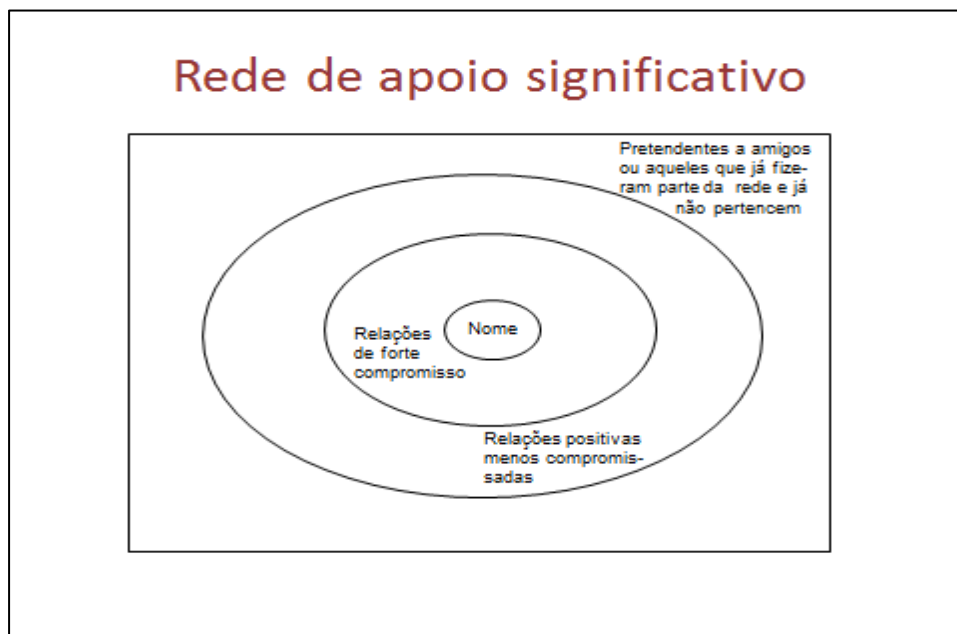 Rede de apoio significativo
Pretendentes a amigos
ou aqueles que já fize-
ram parte da rede e já
não pertencem
Nome
Relações
de forte
compromisso
Relações positivas
menos compromis-
sadas